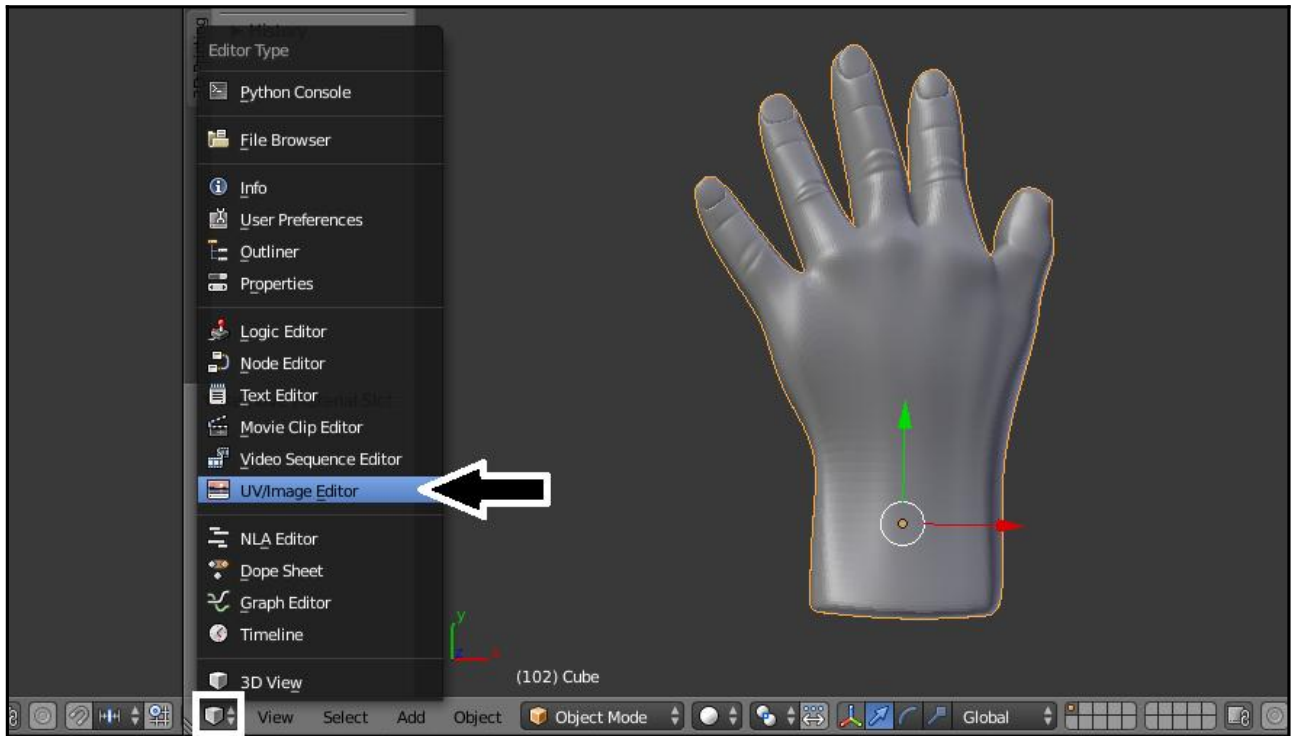 History
Editor Type
Python Console
File Browser
Info
User Preferences
Outliner
Properties
Logic Editor
Node Editor
Text Editor
Movie Clip Editor
Video Sequence Editor
UV/Image Editor
NLA Editor
Dope Sheet
Graph Editor
Timeline
3D View
y
(102) Cube
View Select Add Object Object Mode Global